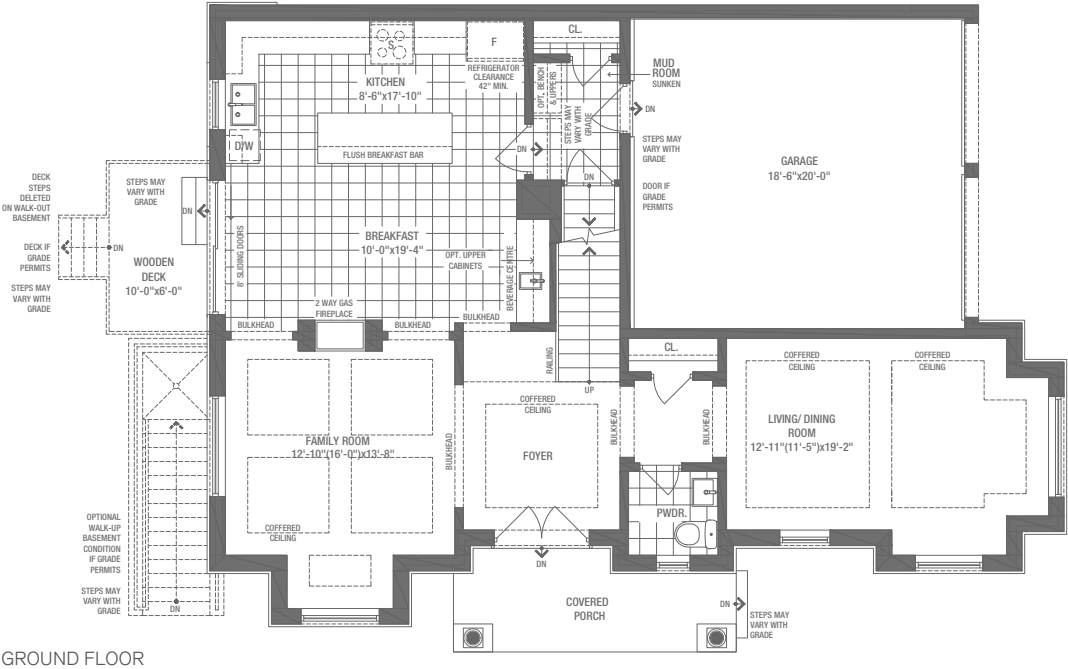 CL.
S
F
REFRIGERATOR
CLEARANCE
42" MIN.
KITCHEN
8'-6"x17'-10"
OPT. BENCH
& UPPERS
MUD
ROOM
SUNKEN
DN
STEPS MAY
VARY WITH
GRADE
STEPS MAY
VARY WITH
GRADE
DOOR IF
GRADE
PERMITS
GARAGE
18'-6"x20'-0"
D/W
FLUSH BREAKFAST BAR
DN
DN
DECK
STEPS
DELETED
ON WALK-OUT
BASEMENT
DECK IF
GRADE
PERMITS
STEPS MAY
VARY WITH
GRADE
STEPS MAY
VARY WITH
GRADE
DN
DN
WOODEN
DECK
10'-0"x6'-0"
8' SLIDING DOORS
BREAKFAST
10'-0"x19'-4"
OPT. UPPER
CABINETS
BEVERAGE CENTRE
2 WAY GAS
FIREPLACE
BULKHEAD
BULKHEAD
BULKHEAD
RAILING
UP
CL.
COFFERED
CEILING
COFFERED
CEILING
COFFERED
CEILING
FAMILY ROOM
12'-10"(16'-0")x13'-8"
BULKHEAD
FOYER
BULKHEAD
BULKHEAD
LIVING/ DINING
ROOM
12'-11"(11'-5")x19'-2"
COFFERED
CEILING
PWDR.
OPTIONAL
WALK-UP
BASEMENT
CONDITION
IF GRADE
PERMITS
STEPS MAY
VARY WITH
GRADE
DN
DN
COVERED
PORCH
DN
STEPS MAY
VARY WITH
GRADE
GROUND FLOOR